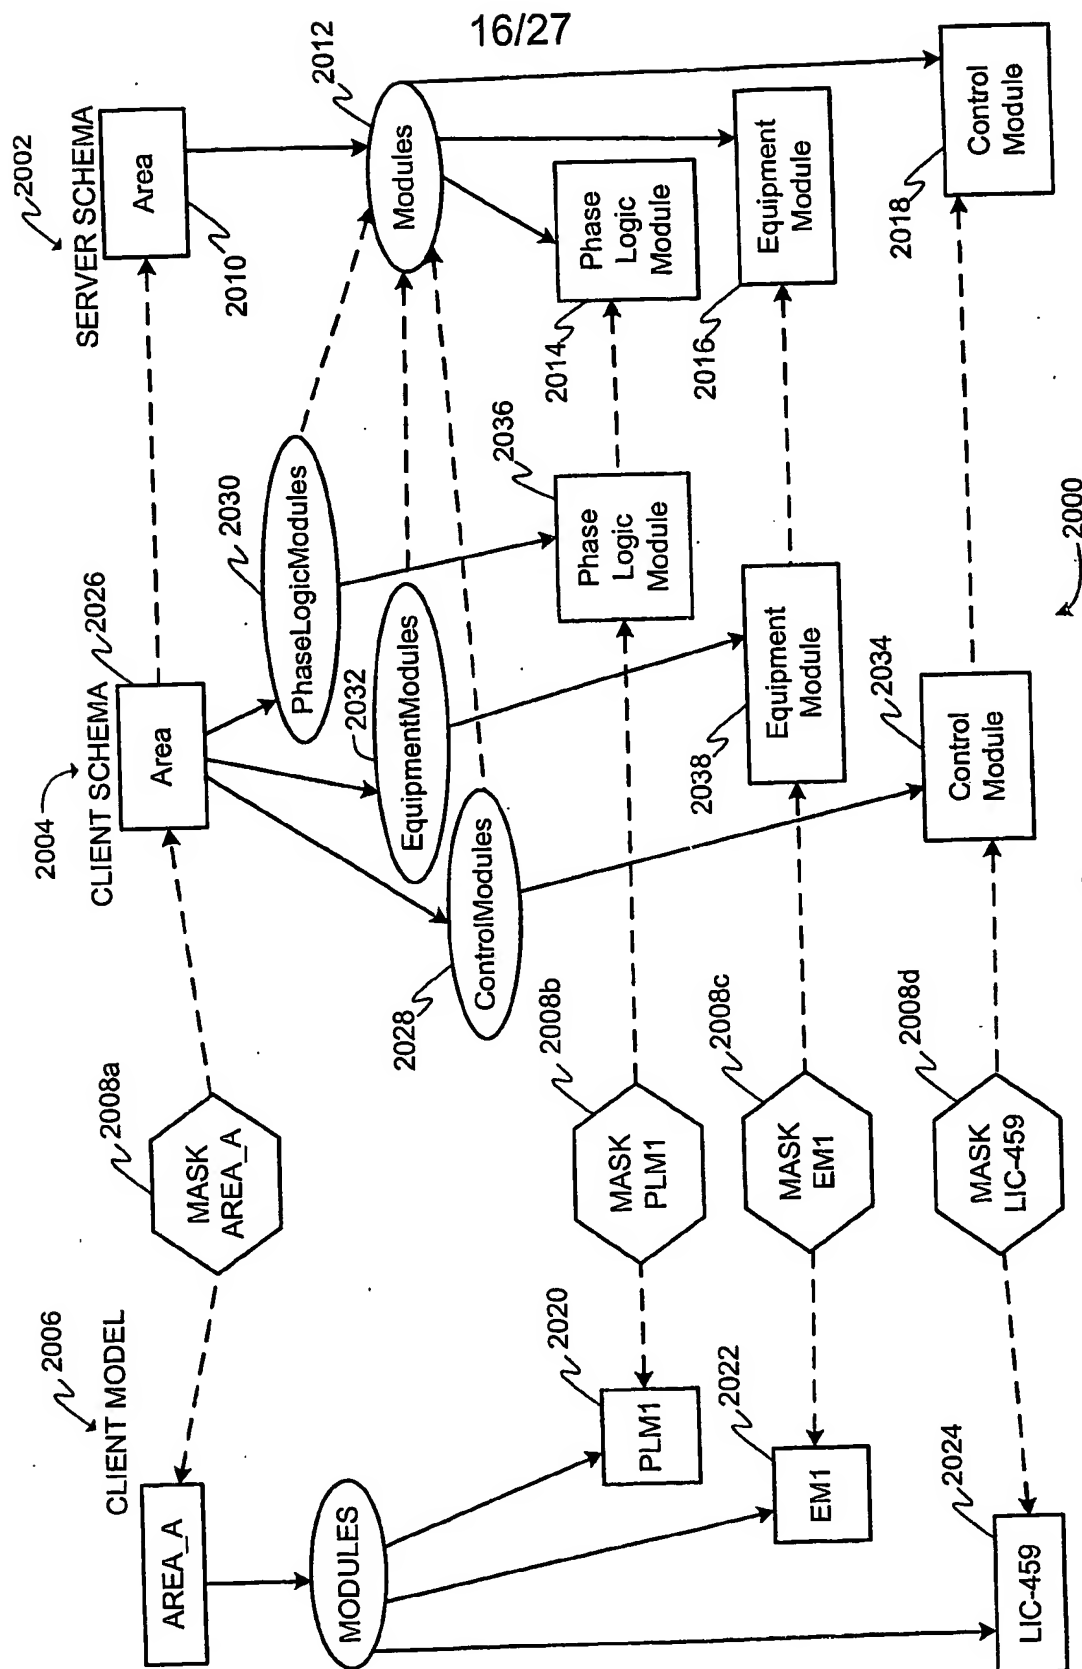 16/27
2006
CLIENT MODEL
AREA_A
MODULES
PLM1
2020
EM1
2022
LIC-459
2024
MASK
AREA_A
2008a
MASK
PLM1
2008b
MASK
EM1
2008c
MASK
LIC-459
2008d
2004
CLIENT SCHEMA
Area
2026
PhaseLogicModules
2030
EquipmentModules
2032
ControlModules
2028
Phase
Logic
Module
2036
Equipment
Module
2038
Control
Module
2034
2002
SERVER SCHEMA
Area
2010
Modules
2012
Phase
Logic
Module
2014
Equipment
Module
2016
Control
Module
2018
2000